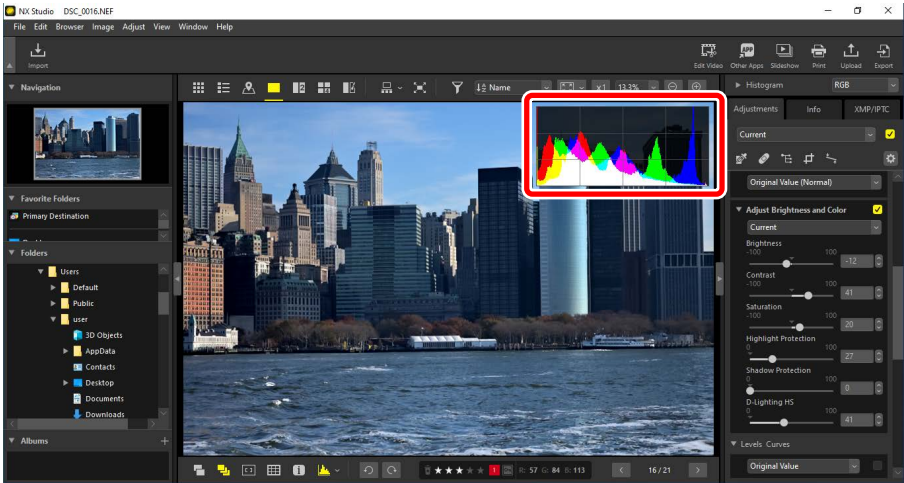 NX Studio DSC_0016.NEF
File Edit Browser Image Adjust View Window Help
Import
Edit Video Other Apps Slideshow Print Upload Export
APP
Navigation
Name
x1 13.3%
Histogram RGB
Adjustments Info XMP/IPTC
Current
Original Value (Normal)
Favorite Folders
Primary Destination
Adjust Brightness and Color
Current
Folders
Users
Default
Public
user
3D Objects
AppData
Contacts
Desktop
Documents
Downloads
Brightness
-100 100
-12
Contrast
-100 100
41
Saturation
-100 100
20
Highlight Protection
0 100
27
Shadow Protection
0 100
0
D-Lighting HS
0 100
41
Levels Curves
Original Value
Albums
1 R: 57 G: 84 B: 113
16/21